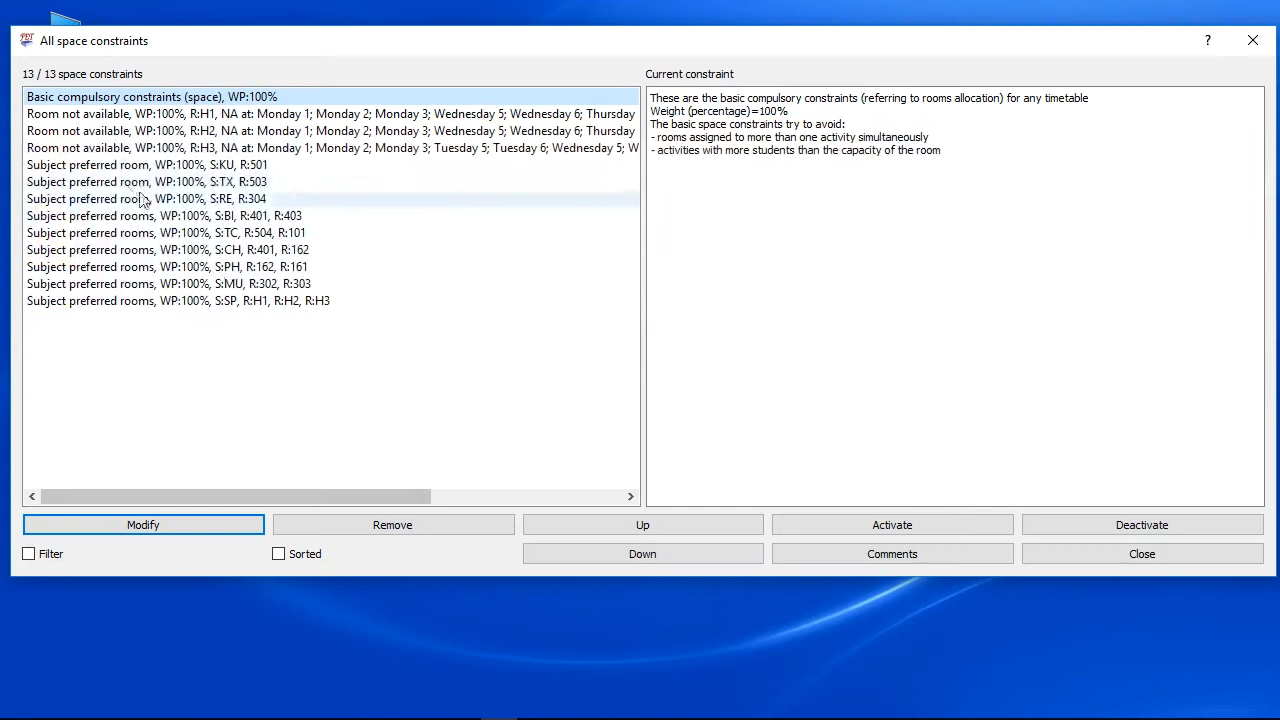 All space constraints
?
13 / 13 space constraints
Current constraint
Basic compulsory constraints (space), WP:100%
Room not available, WP:100%, R:H1, NA at: Monday 1; Monday 2; Monday 3; Wednesday 5; Wednesday 6; Thursday
Room not available, WP:100%, R:H2, NA at: Monday 1; Monday 2; Monday 3; Wednesday 5; Wednesday 6; Thursday
Room not available, WP:100%, R:H3, NA at: Monday 1; Monday 2; Monday 3; Tuesday 5; Tuesday 6; Wednesday 5; W
Subject preferred room, WP:100%, S:KU, R:501
Subject preferred room, WP:100%, S:TX, R:503
Subject preferred room, WP:100%, S:RE, R:304
Subject preferred rooms, WP:100%, S:BI, R:401, R:403
Subject preferred rooms, WP:100%, S:TC, R:504, R:101
Subject preferred rooms, WP:100%, S:CH, R:401, R:162
Subject preferred rooms, WP:100%, S:PH, R:162, R:161
Subject preferred rooms, WP:100%, S:MU, R:302, R:303
Subject preferred rooms, WP:100%, S:SP, R:H1, R:H2, R:H3
These are the basic compulsory constraints (referring to rooms allocation) for any timetable
Weight (percentage)=100%
The basic space constraints try to avoid:
- rooms assigned to more than one activity simultaneously
- activities with more students than the capacity of the room
Modify
Remove
Up
Activate
Deactivate
Filter
Sorted
Down
Comments
Close